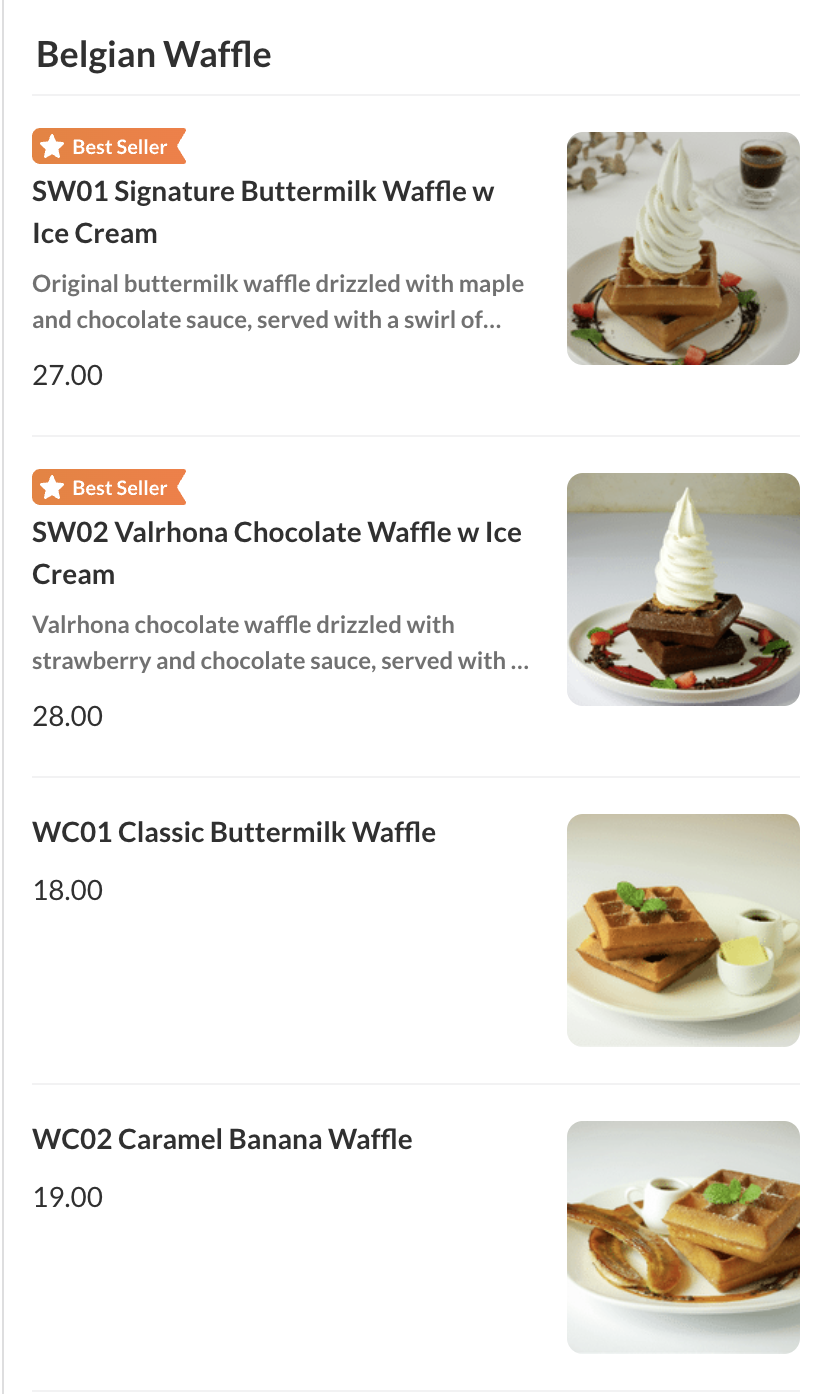 Belgian Waffle
Best Seller
SW01 Signature Buttermilk Waffle w
Ice Cream
Original buttermilk waffle drizzled with maple
and chocolate sauce, served with a swirl of...
27.00
Best Seller
SW02 Valrhona Chocolate Waffle w Ice
Cream
Valrhona chocolate waffle drizzled with
strawberry and chocolate sauce, served with ...
28.00
WC01 Classic Buttermilk Waffle
18.00
WC02 Caramel Banana Waffle
19.00